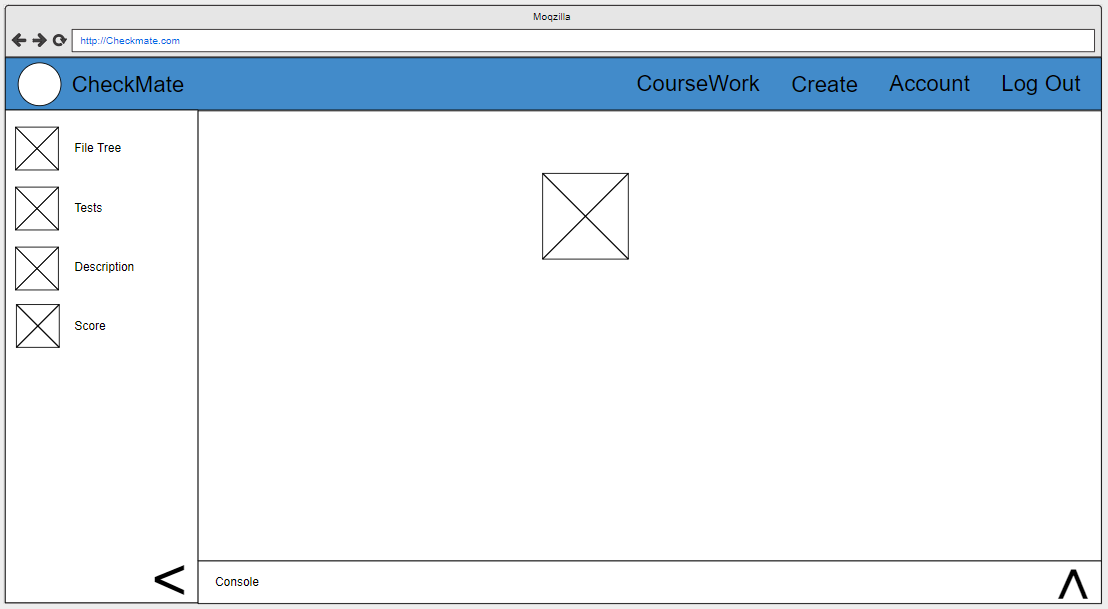 Moqzilla
http://Checkmate.com
CheckMate
CourseWork
Create
Account
Log Out
File Tree
Tests
Description
Score
Console